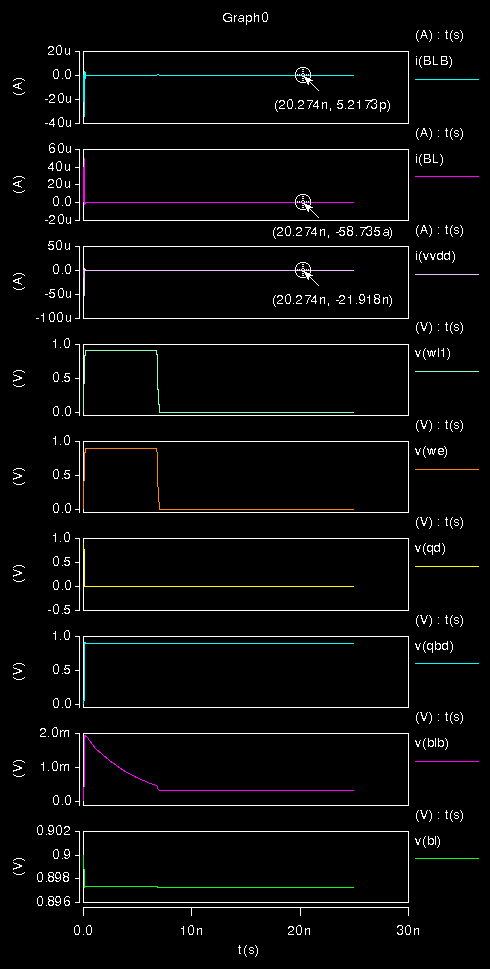 Graph0
(A) : t(s)
i(BLB)
(A)
20u
0.0
-20u
-40u
(20.274n, 5.2173p)
(A) : t(s)
i(BL)
(A)
60u
40u
20u
0.0
-20u
(20.274n, -58.735a)
(A) : t(s)
i(vvdd)
(A)
50u
0.0
-50u
-100u
(20.274n, -21.918n)
(V) : t(s)
v(wl1)
(V)
1.0
0.5
0.0
(V) : t(s)
v(we)
(V)
1.0
0.5
0.0
(V) : t(s)
v(qd)
(V)
1.0
0.5
0.0
-0.5
(V) : t(s)
v(qbd)
(V)
1.0
0.5
0.0
(V) : t(s)
v(blb)
(V)
2.0m
1.0m
0.0
(V) : t(s)
v(bl)
(V)
0.902
0.9
0.898
0.896
0.0
10n
20n
30n
t(s)